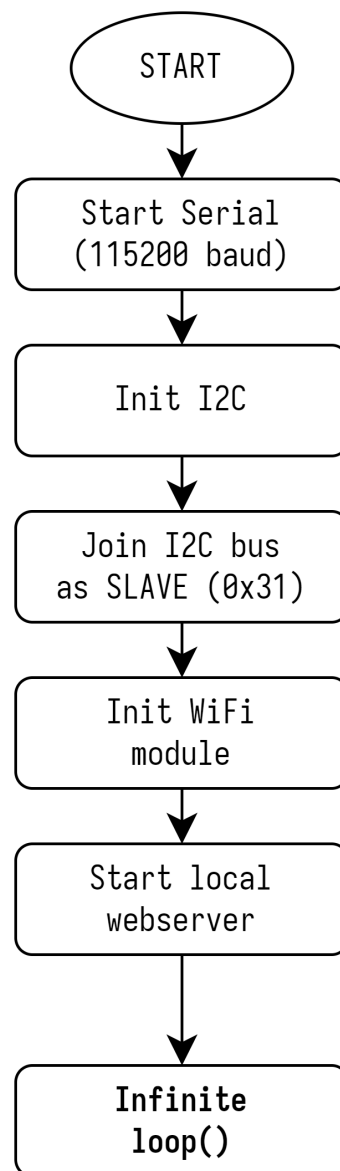 START
Start Serial
(115200 baud)
Init I2C
Join I2C bus
as SLAVE (0x31)
Init WiFi
module
Start local
webserver
Infinite
loop()